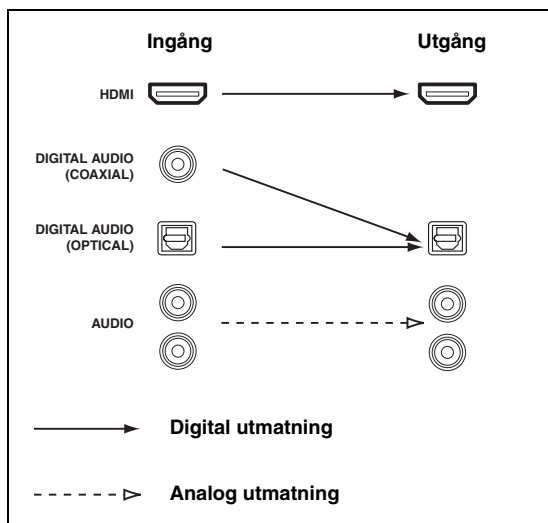 Ingång Utgång
HDMI
DIGITAL AUDIO
(COAXIAL)
DIGITAL AUDIO
(OPTICAL)
AUDIO
Digital utmatning
Analog utmatning